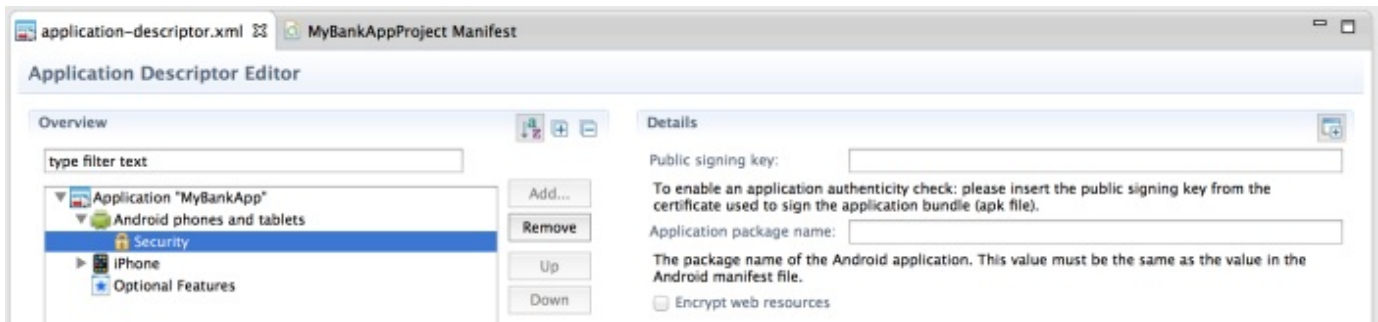 application-descriptor.xml MyBankAppProject Manifest
Application Descriptor Editor
Overview
type filter text
Application "MyBankApp"
Android phones and tablets
Security
iPhone
Optional Features
Add...
Remove
Up
Down
Details
Public signing key:
To enable an application authenticity check: please insert the public signing key from the
certificate used to sign the application bundle (apk file).
Application package name:
The package name of the Android application. This value must be the same as the value in the
Android manifest file.
Encrypt web resources